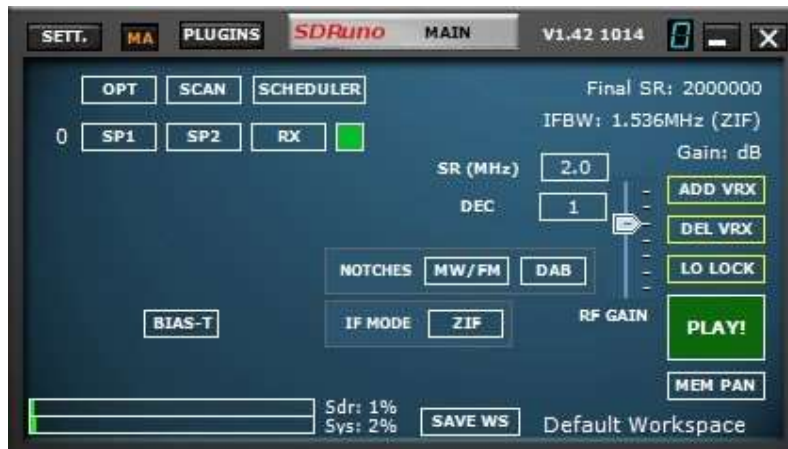 SETT. MA PLUGINS SDRuno MAIN V1.42 1014 0
OPT SCAN SCHEDULER Final SR: 2000000
IFBW: 1.536MHz (ZIF)
0 SP1 SP2 RX
Gain: dB
SR (MHz) 2.0
ADD VRX
DEC 1
DEL VRX
NOTCHES MW/FM DAB LO LOCK
BIAS-T IF MODE ZIF RF GAIN PLAY!
MEM PAN
Sdr: 1%
Sys: 2% SAVE WS Default Workspace